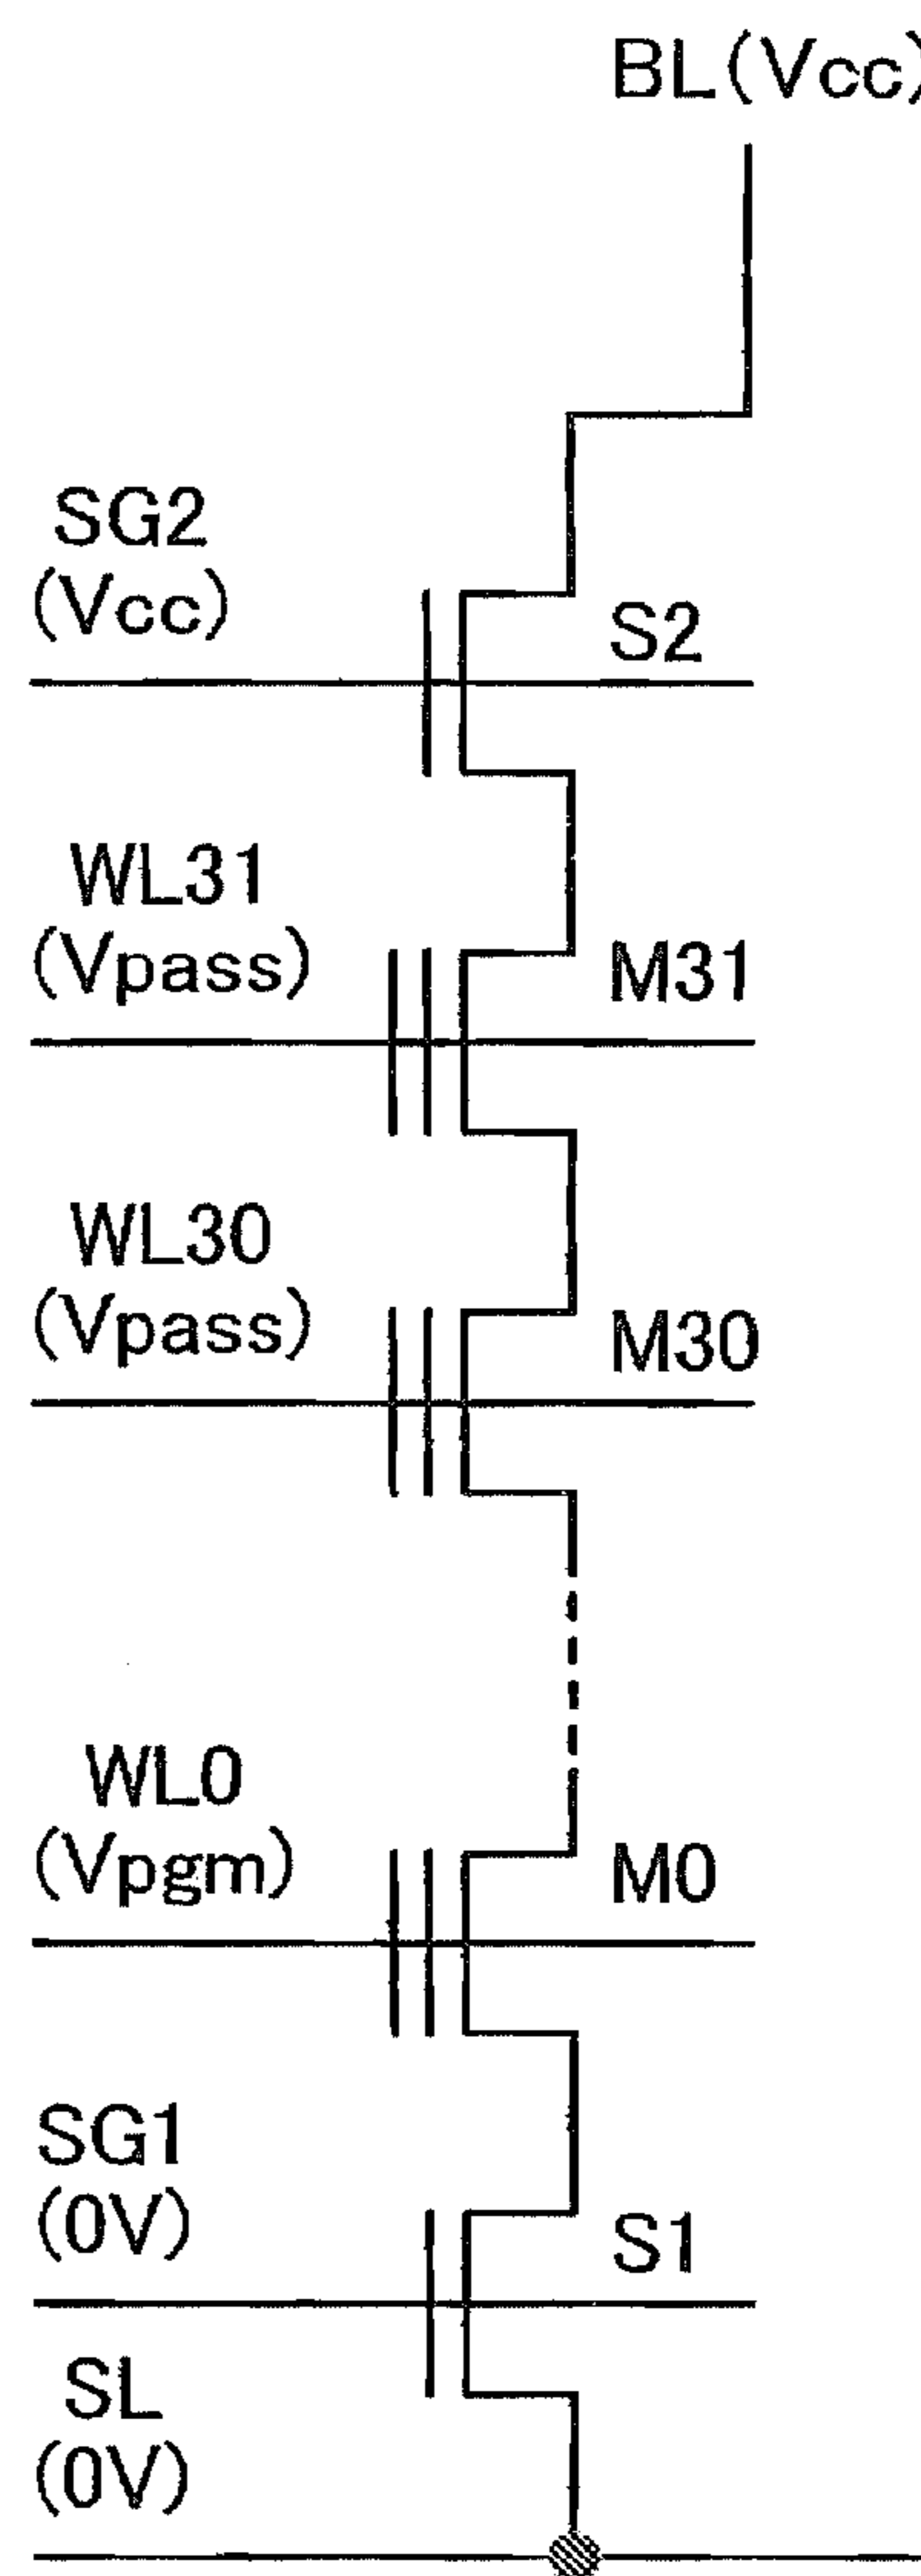 BL(Vcc)
SG2
(Vcc)
S2
WL31
(Vpass)
M31
WL30
(Vpass)
M30
WL0
(Vpgm)
M0
SG1
(0V)
S1
SL
(0V)